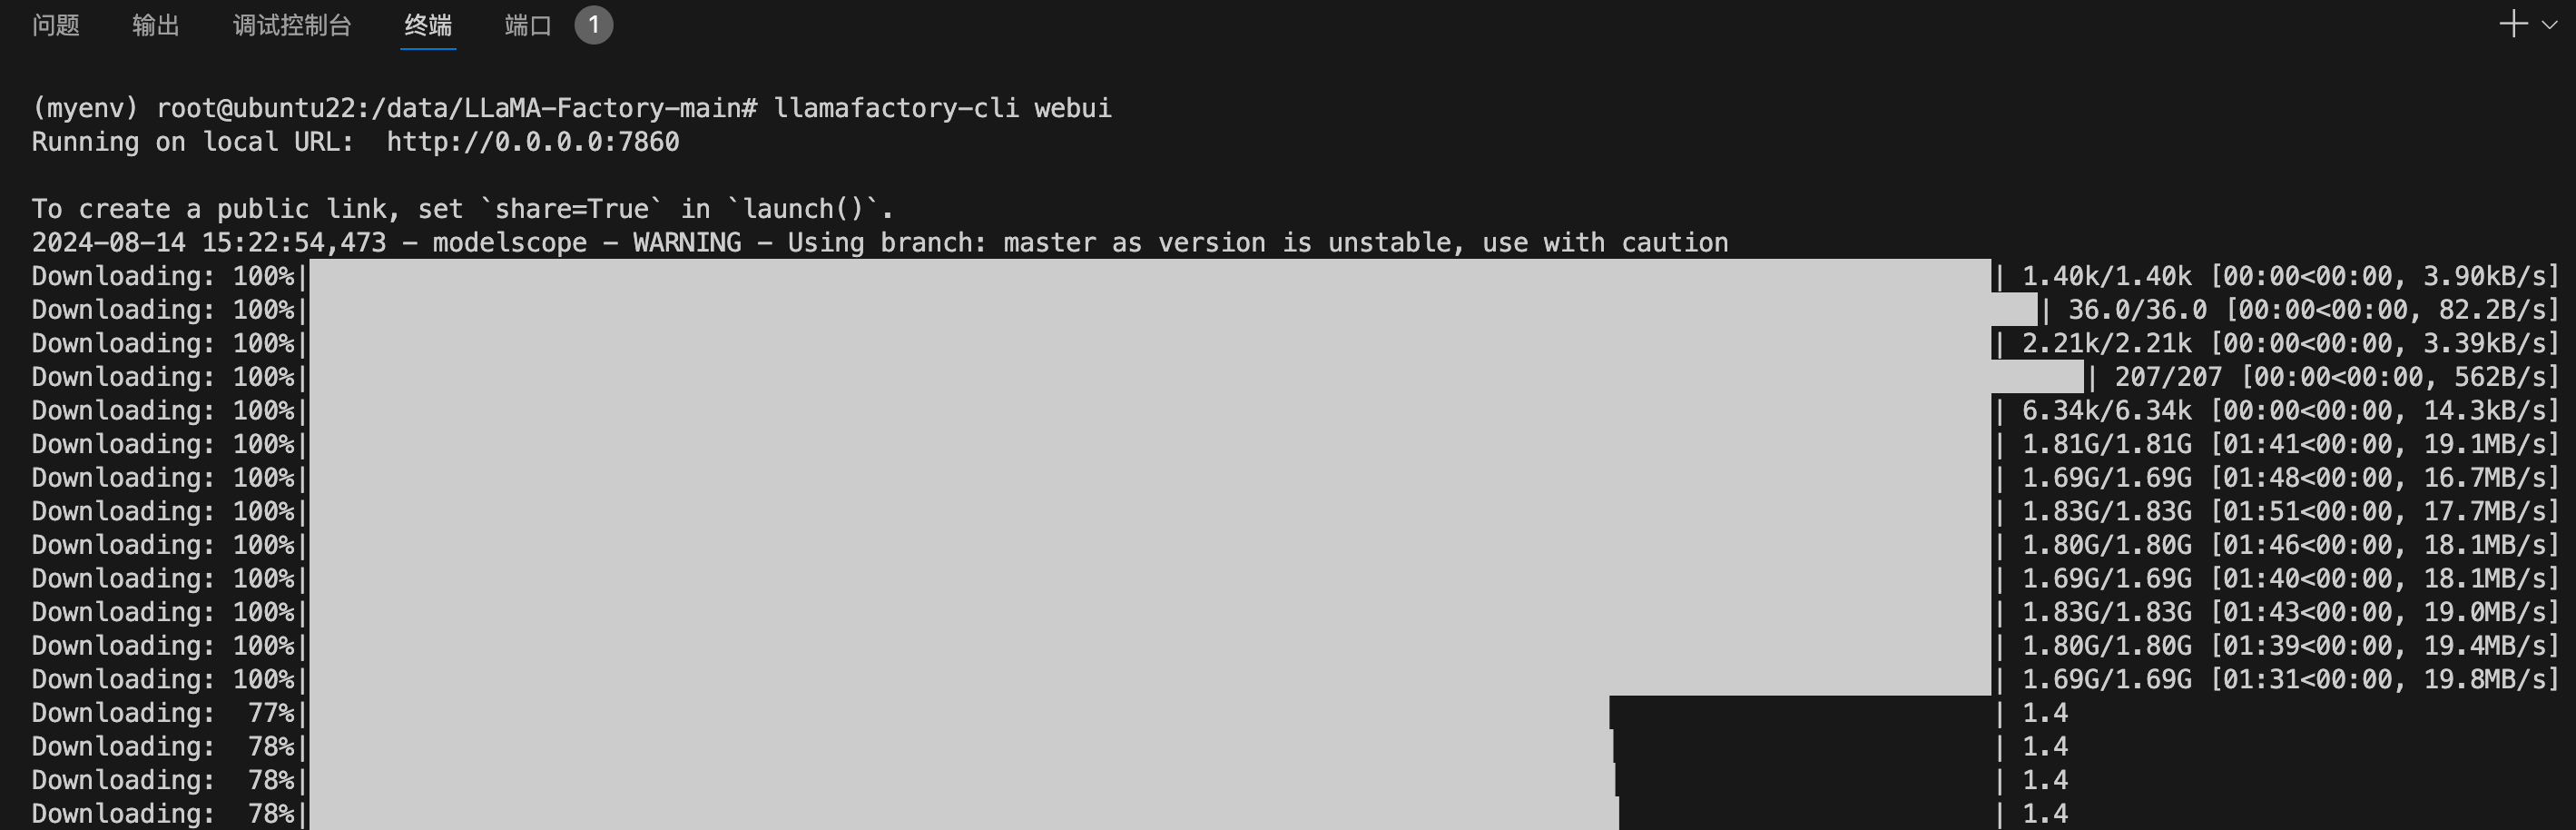 问题 输出 调试控制台 终端 端口 1
(myenv) root@ubuntu22:/data/LLaMA-Factory-main# llamafactory-cli webui
Running on local URL:  http://0.0.0.0:7860
To create a public link, set `share=True` in `launch()`.
2024-08-14 15:22:54,473 - modelscope - WARNING - Using branch: master as version is unstable, use with caution
Downloading: 100%| | 1.40k/1.40k [00:00<00:00, 3.90kB/s]
Downloading: 100%| | 36.0/36.0 [00:00<00:00, 82.2B/s]
Downloading: 100%| | 2.21k/2.21k [00:00<00:00, 3.39kB/s]
Downloading: 100%| | 207/207 [00:00<00:00, 562B/s]
Downloading: 100%| | 6.34k/6.34k [00:00<00:00, 14.3kB/s]
Downloading: 100%| | 1.81G/1.81G [01:41<00:00, 19.1MB/s]
Downloading: 100%| | 1.69G/1.69G [01:48<00:00, 16.7MB/s]
Downloading: 100%| | 1.83G/1.83G [01:51<00:00, 17.7MB/s]
Downloading: 100%| | 1.80G/1.80G [01:46<00:00, 18.1MB/s]
Downloading: 100%| | 1.69G/1.69G [01:40<00:00, 18.1MB/s]
Downloading: 100%| | 1.83G/1.83G [01:43<00:00, 19.0MB/s]
Downloading: 100%| | 1.80G/1.80G [01:39<00:00, 19.4MB/s]
Downloading: 100%| | 1.69G/1.69G [01:31<00:00, 19.8MB/s]
Downloading:  77%| | 1.4
Downloading:  78%| | 1.4
Downloading:  78%| | 1.4
Downloading:  78%| | 1.4